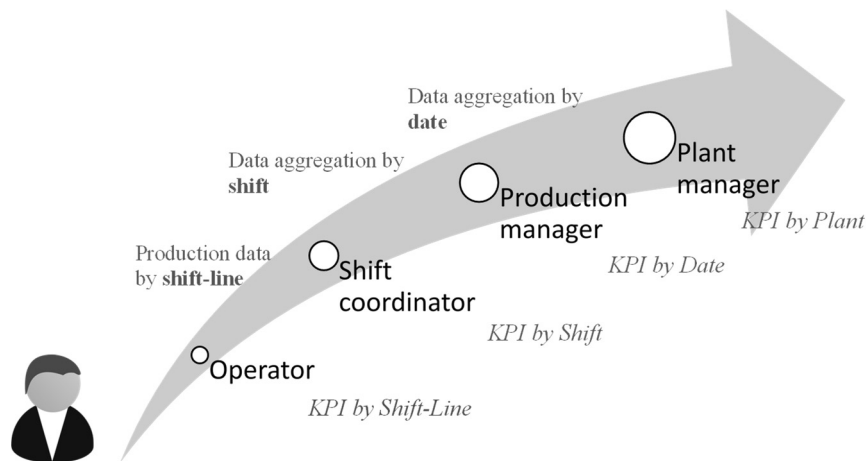 Data aggregation by
date
Plant
manager
KPI by Plant
Data aggregation by
shift
Production
manager
KPI by Date
Production data
by shift-line
Shift
coordinator
KPI by Shift
Operator
KPI by Shift-Line